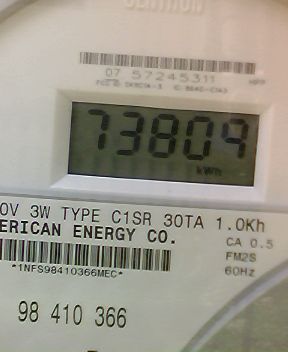 CENTRON
07 57245311
73809
kWh
0V 3W TYPE C1SR 30TA 1.0Kh
ERICAN ENERGY CO.
CA 0.5
FM2S
60Hz
*1NFS98410366MEC*
98 410 366